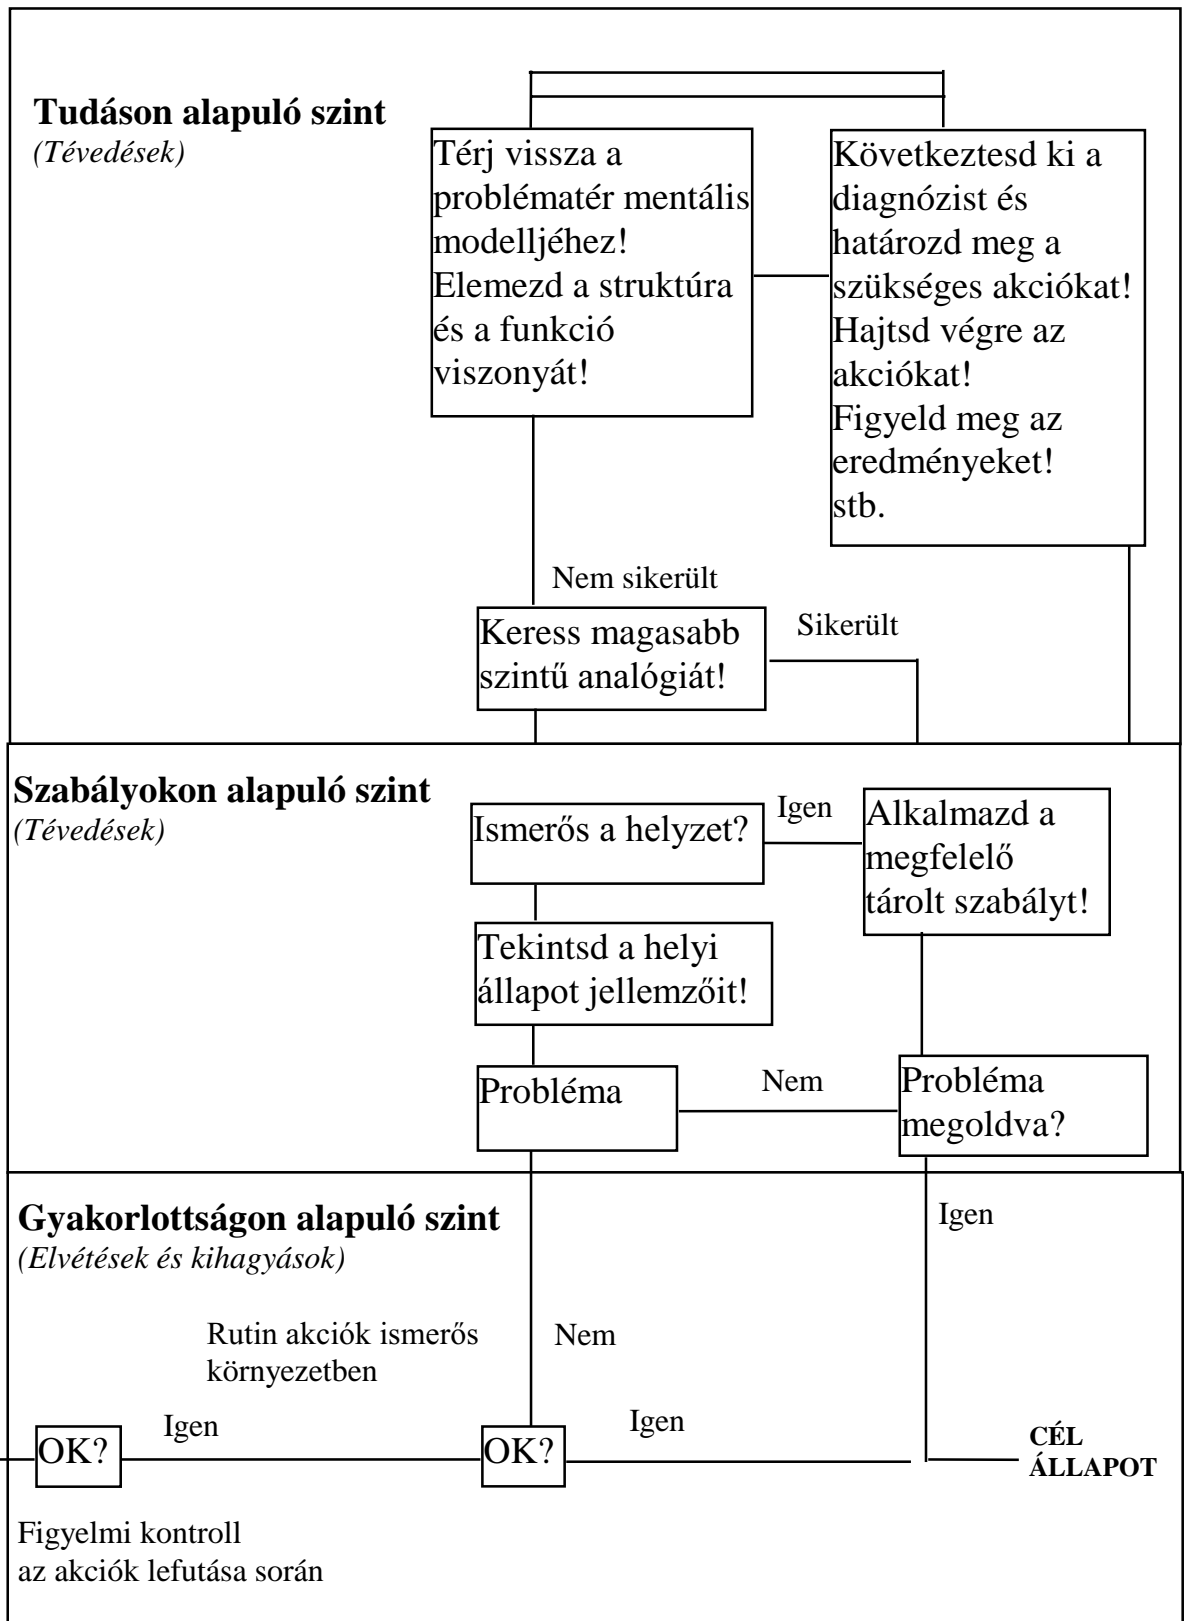 Tudáson alapuló szint
(Tévedések)
Térj vissza a
problématér mentális
modelljéhez!
Elemezd a struktúra
és a funkció
viszonyát!
Következtesd ki a
diagnózist és
határozd meg a
szükséges akciókat!
Hajtsd végre az
akciókat!
Figyeld meg az
eredményeket!
stb.
Nem sikerült
Keress magasabb
szintű analógiát!
Sikerült
Szabályokon alapuló szint
(Tévedések)
Ismerős a helyzet?
Igen
Alkalmazd a
megfelelő
tárolt szabályt!
Tekintsd a helyi
állapot jellemzőit!
Probléma
Nem
Probléma
megoldva?
Gyakorlottságon alapuló szint
(Elvétések és kihagyások)
Igen
Rutin akciók ismerős
környezetben
Nem
OK?
Igen
OK?
Igen
CÉL
ÁLLAPOT
Figyelmi kontroll
az akciók lefutása során